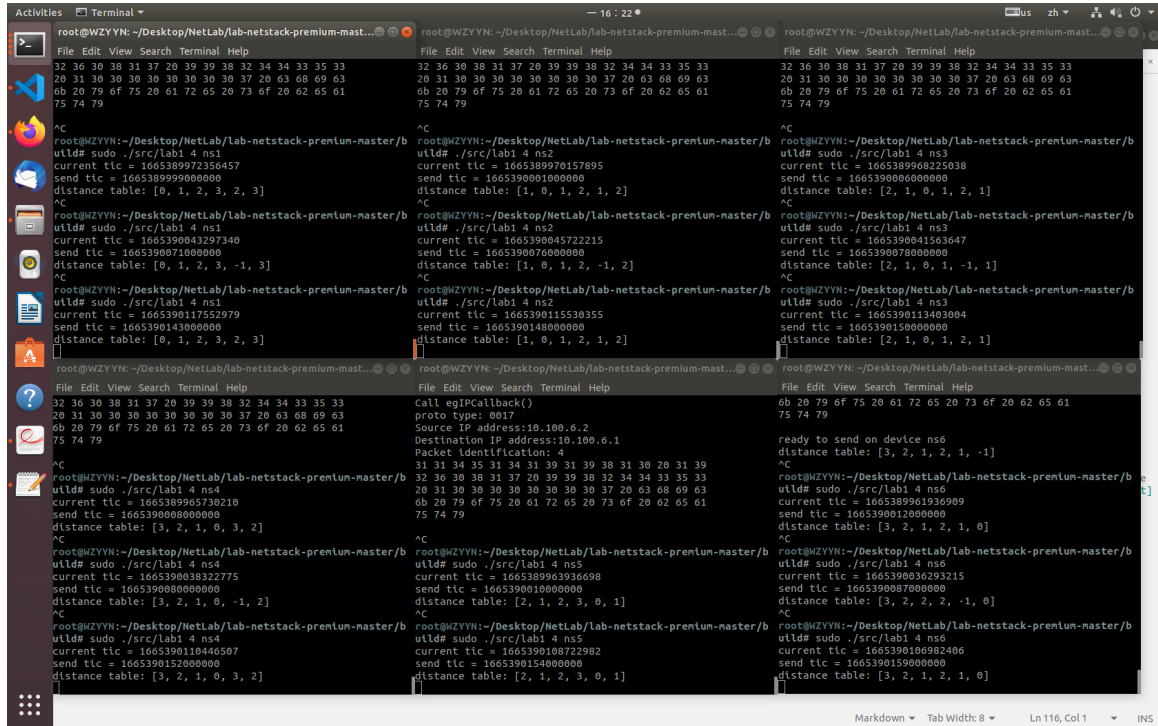 Activities Terminal 16:22 us zh
root@WZYYN: ~/Desktop/NetLab/lab-netstack-premium-mast...
File Edit View Search Terminal Help
32 36 30 38 31 37 20 39 39 38 32 34 34 33 35 33
20 31 30 30 30 30 30 30 30 30 37 20 63 68 69 63
6b 20 79 6f 75 20 61 72 65 20 73 6f 20 62 65 61
75 74 79
^C
root@WZYYN:~/Desktop/NetLab/lab-netstack-premium-master/b
uild# sudo ./src/lab1 4 ns1
current tic = 1665389972356457
send tic = 1665389999000000
distance table: [0, 1, 2, 3, 2, 3]
^C
root@WZYYN:~/Desktop/NetLab/lab-netstack-premium-master/b
uild# sudo ./src/lab1 4 ns1
current tic = 1665390043297340
send tic = 1665390071000000
distance table: [0, 1, 2, 3, -1, 3]
^C
root@WZYYN:~/Desktop/NetLab/lab-netstack-premium-master/b
uild# sudo ./src/lab1 4 ns1
current tic = 1665390117552979
send tic = 1665390143000000
distance table: [0, 1, 2, 3, 2, 3]
root@WZYYN: ~/Desktop/NetLab/lab-netstack-premium-mast...
File Edit View Search Terminal Help
32 36 30 38 31 37 20 39 39 38 32 34 34 33 35 33
20 31 30 30 30 30 30 30 30 30 37 20 63 68 69 63
6b 20 79 6f 75 20 61 72 65 20 73 6f 20 62 65 61
75 74 79
^C
root@WZYYN:~/Desktop/NetLab/lab-netstack-premium-master/b
uild# ./src/lab1 4 ns2
current tic = 1665389970157895
send tic = 1665390001000000
distance table: [1, 0, 1, 2, 1, 2]
^C
root@WZYYN:~/Desktop/NetLab/lab-netstack-premium-master/b
uild# ./src/lab1 4 ns2
current tic = 1665390045722215
send tic = 1665390076000000
distance table: [1, 0, 1, 2, -1, 2]
^C
root@WZYYN:~/Desktop/NetLab/lab-netstack-premium-master/b
uild# ./src/lab1 4 ns2
current tic = 1665390115530355
send tic = 1665390148000000
distance table: [1, 0, 1, 2, 1, 2]
root@WZYYN: ~/Desktop/NetLab/lab-netstack-premium-mast...
File Edit View Search Terminal Help
32 36 30 38 31 37 20 39 39 38 32 34 34 33 35 33
20 31 30 30 30 30 30 30 30 30 37 20 63 68 69 63
6b 20 79 6f 75 20 61 72 65 20 73 6f 20 62 65 61
75 74 79
^C
root@WZYYN:~/Desktop/NetLab/lab-netstack-premium-master/b
uild# sudo ./src/lab1 4 ns3
current tic = 1665389968225038
send tic = 1665390006000000
distance table: [2, 1, 0, 1, 2, 1]
^C
root@WZYYN:~/Desktop/NetLab/lab-netstack-premium-master/b
uild# sudo ./src/lab1 4 ns3
current tic = 1665390041563647
send tic = 1665390078000000
distance table: [2, 1, 0, 1, -1, 1]
^C
root@WZYYN:~/Desktop/NetLab/lab-netstack-premium-master/b
uild# sudo ./src/lab1 4 ns3
current tic = 1665390113403004
send tic = 1665390150000000
distance table: [2, 1, 0, 1, 2, 1]
root@WZYYN: ~/Desktop/NetLab/lab-netstack-premium-mast...
File Edit View Search Terminal Help
32 36 30 38 31 37 20 39 39 38 32 34 34 33 35 33
20 31 30 30 30 30 30 30 30 30 37 20 63 68 69 63
6b 20 79 6f 75 20 61 72 65 20 73 6f 20 62 65 61
75 74 79
^C
root@WZYYN:~/Desktop/NetLab/lab-netstack-premium-master/b
uild# sudo ./src/lab1 4 ns4
current tic = 1665389965730210
send tic = 1665390008000000
distance table: [3, 2, 1, 0, 3, 2]
^C
root@WZYYN:~/Desktop/NetLab/lab-netstack-premium-master/b
uild# sudo ./src/lab1 4 ns4
current tic = 1665390038322775
send tic = 1665390080000000
distance table: [3, 2, 1, 0, -1, 2]
^C
root@WZYYN:~/Desktop/NetLab/lab-netstack-premium-master/b
uild# sudo ./src/lab1 4 ns4
current tic = 1665390110446507
send tic = 1665390152000000
distance table: [3, 2, 1, 0, 3, 2]
root@WZYYN: ~/Desktop/NetLab/lab-netstack-premium-mast...
File Edit View Search Terminal Help
Call egIPCallback()
proto type: 0017
Source IP address:10.100.6.2
Destination IP address:10.100.6.1
Packet identification: 4
31 31 34 35 31 34 31 39 31 39 38 31 30 20 31 39
32 36 30 38 31 37 20 39 39 38 32 34 34 33 35 33
20 31 30 30 30 30 30 30 30 30 37 20 63 68 69 63
6b 20 79 6f 75 20 61 72 65 20 73 6f 20 62 65 61
75 74 79
^C
root@WZYYN:~/Desktop/NetLab/lab-netstack-premium-master/b
uild# sudo ./src/lab1 4 ns5
current tic = 1665389963936698
send tic = 1665390010000000
distance table: [2, 1, 2, 3, 0, 1]
^C
root@WZYYN:~/Desktop/NetLab/lab-netstack-premium-master/b
uild# sudo ./src/lab1 4 ns5
current tic = 1665390108722982
send tic = 1665390154000000
distance table: [2, 1, 2, 3, 0, 1]
root@WZYYN: ~/Desktop/NetLab/lab-netstack-premium-mast...
File Edit View Search Terminal Help
6b 20 79 6f 75 20 61 72 65 20 73 6f 20 62 65 61
75 74 79
ready to send on device ns6
distance table: [3, 2, 1, 2, 1, -1]
^C
root@WZYYN:~/Desktop/NetLab/lab-netstack-premium-master/b
uild# sudo ./src/lab1 4 ns6
current tic = 1665389961936909
send tic = 1665390012000000
distance table: [3, 2, 1, 2, 1, 0]
^C
root@WZYYN:~/Desktop/NetLab/lab-netstack-premium-master/b
uild# sudo ./src/lab1 4 ns6
current tic = 1665390036293215
send tic = 1665390087000000
distance table: [3, 2, 2, 2, -1, 0]
^C
root@WZYYN:~/Desktop/NetLab/lab-netstack-premium-master/b
uild# sudo ./src/lab1 4 ns6
current tic = 1665390106982406
send tic = 1665390159000000
distance table: [3, 2, 1, 2, 1, 0]
e
t]
Markdown Tab Width: 8 Ln 116, Col 1 INS